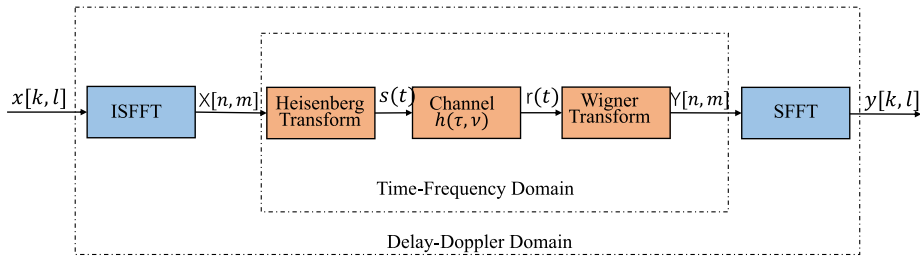 x[k, l]
ISFFT
X[n, m]
Heisenberg
Transform
s(t)
Channel
h(τ, ν)
r(t)
Wigner
Transform
Y[n, m]
SFFT
y[k, l]
Time-Frequency Domain
Delay-Doppler Domain